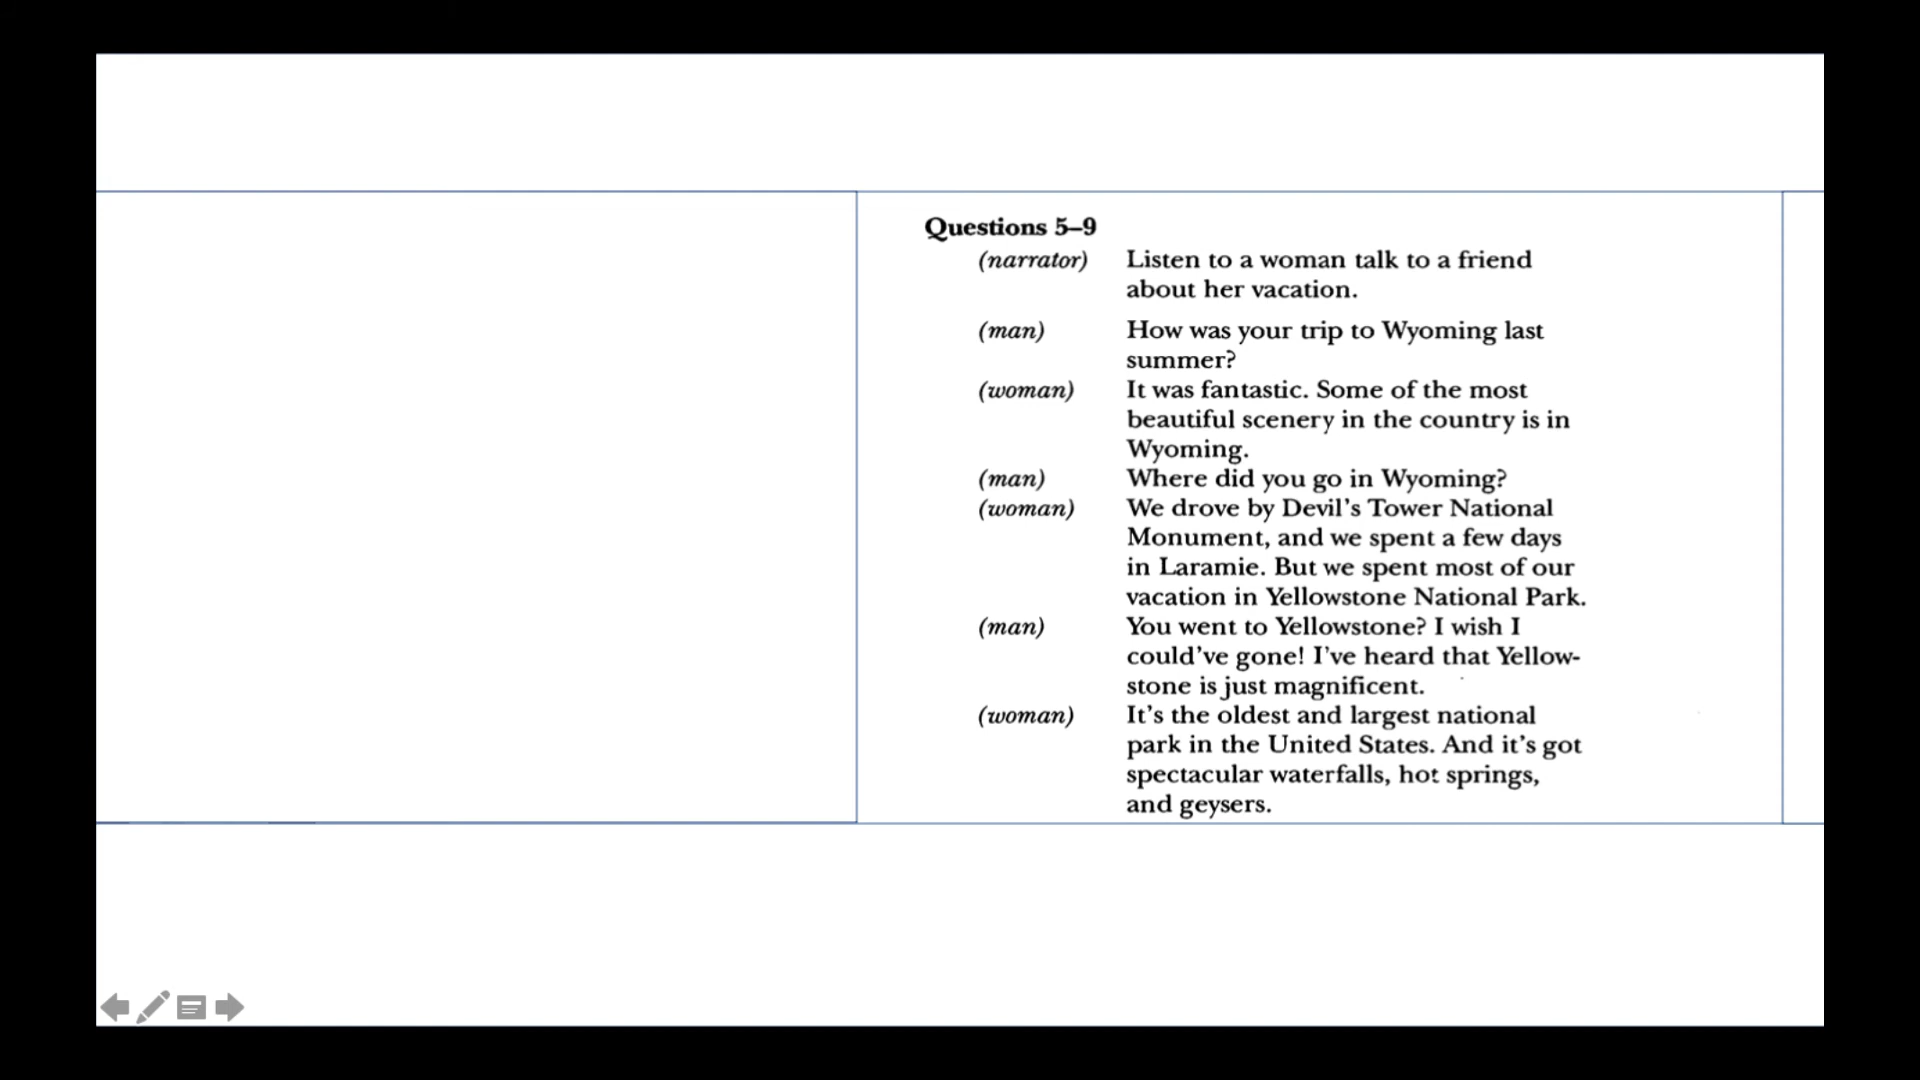 Questions 5–9
(narrator) Listen to a woman talk to a friend
about her vacation.
(man) How was your trip to Wyoming last
summer?
(woman) It was fantastic. Some of the most
beautiful scenery in the country is in
Wyoming.
(man) Where did you go in Wyoming?
(woman) We drove by Devil's Tower National
Monument, and we spent a few days
in Laramie. But we spent most of our
vacation in Yellowstone National Park.
(man) You went to Yellowstone? I wish I
could've gone! I've heard that Yellow-
stone is just magnificent.
(woman) It's the oldest and largest national
park in the United States. And it's got
spectacular waterfalls, hot springs,
and geysers.